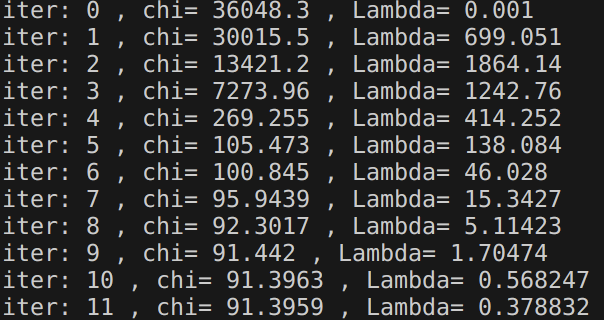 iter: 0 , chi= 36048.3 , Lambda= 0.001
iter: 1 , chi= 30015.5 , Lambda= 699.051
iter: 2 , chi= 13421.2 , Lambda= 1864.14
iter: 3 , chi= 7273.96 , Lambda= 1242.76
iter: 4 , chi= 269.255 , Lambda= 414.252
iter: 5 , chi= 105.473 , Lambda= 138.084
iter: 6 , chi= 100.845 , Lambda= 46.028
iter: 7 , chi= 95.9439 , Lambda= 15.3427
iter: 8 , chi= 92.3017 , Lambda= 5.11423
iter: 9 , chi= 91.442 , Lambda= 1.70474
iter: 10 , chi= 91.3963 , Lambda= 0.568247
iter: 11 , chi= 91.3959 , Lambda= 0.378832